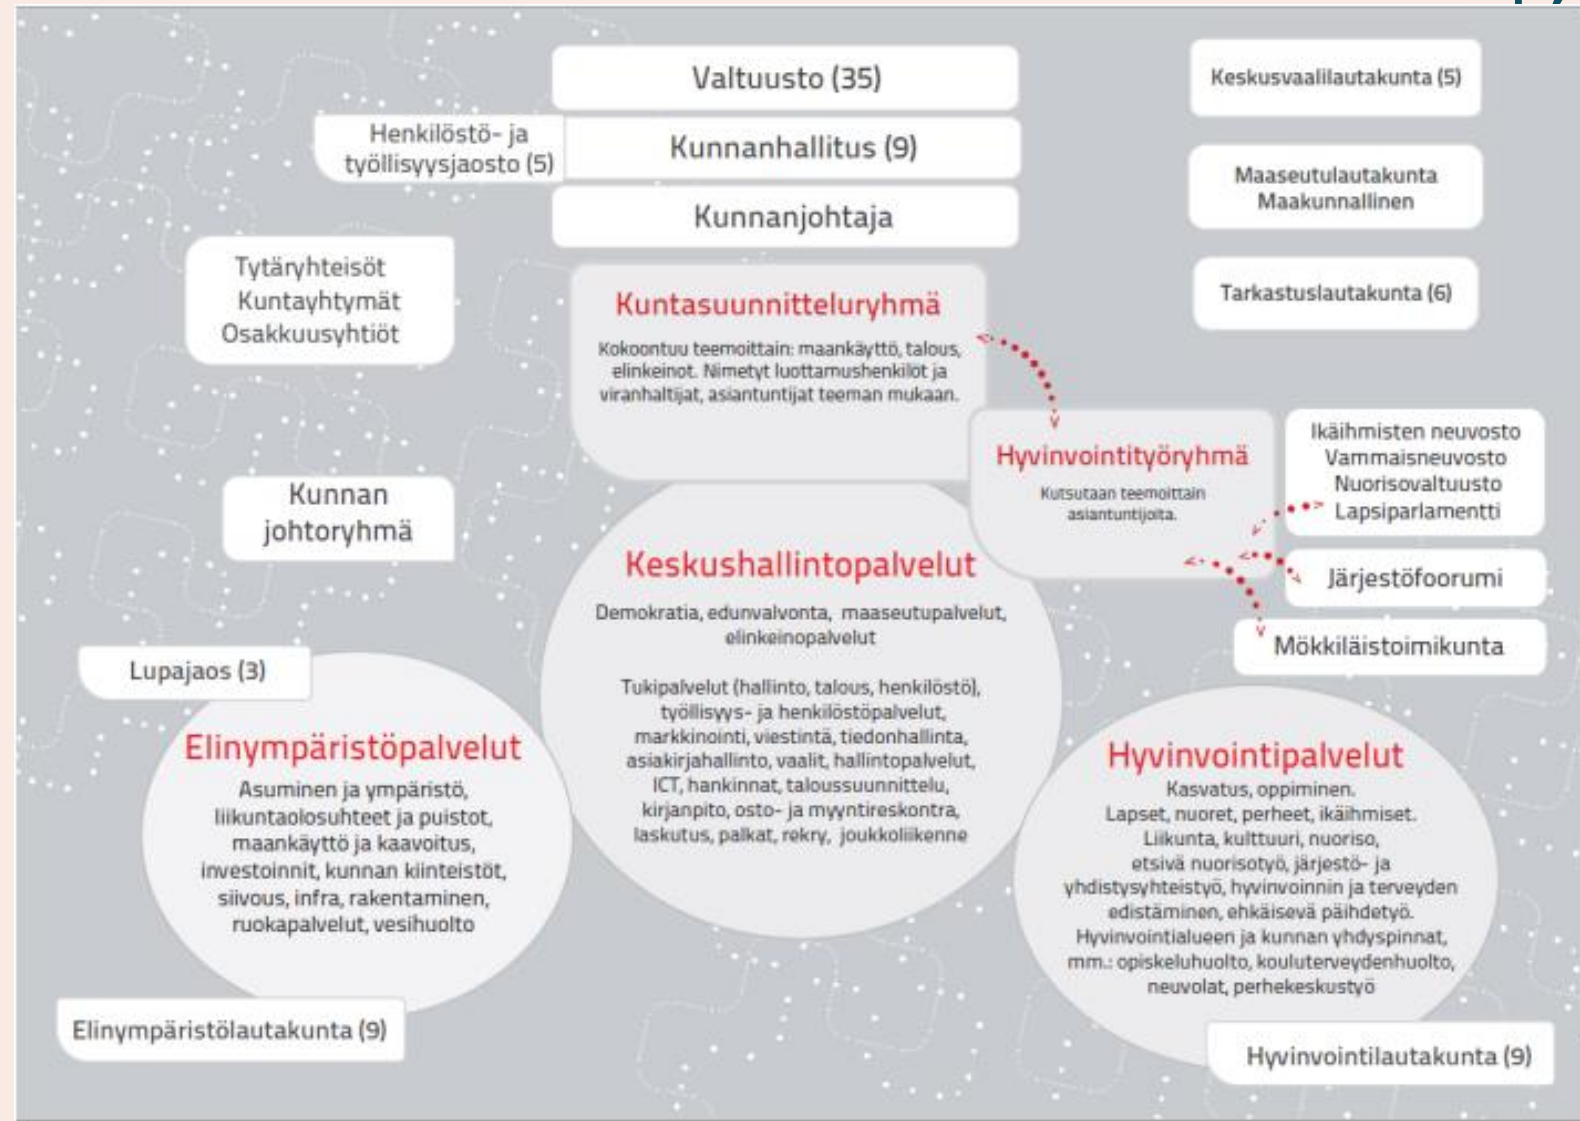 Valtuusto (35)
Keskusvaalilautakunta (5)
Henkilöstö- ja
työllisyysjaosto (5)
Kunnanhallitus (9)
Maaseutulautakunta
Maakunnallinen
Kunnanjohtaja
Tytäryhteisöt
Kuntayhtymät
Osakkuusyhtiöt
Tarkastuslautakunta (6)
Kuntasuunnitteluryhmä
Kokoontuu teemoittain: maankäyttö, talous,
elinkeinot. Nimetyt luottamushenkilöt ja
viranhaltijat, asiantuntijat teeman mukaan.
Hyvinvointityöryhmä
Kutsutaan teemoittain
asiantuntijoita.
Ikäihmisten neuvosto
Vammaisneuvosto
Nuorisovaltuusto
Lapsiparlamentti
Järjestöfoorumi
Mökkiläistoimikunta
Kunnan
johtoryhmä
Keskushallintopalvelut
Demokratia, edunvalvonta, maaseutupalvelut,
elinkeinopalvelut
Tukipalvelut (hallinto, talous, henkilöstö),
työllisyys- ja henkilöstöpalvelut,
markkinointi, viestintä, tiedonhallinta,
asiakirjahallinto, vaalit, hallintopalvelut,
ICT, hankinnat, taloussuunnittelu,
kirjanpito, osto- ja myyntireskontra,
laskutus, palkat, rekry, joukkoliikenne
Lupajaos (3)
Elinympäristöpalvelut
Asuminen ja ympäristö,
liikuntaolosuhteet ja puistot,
maankäyttö ja kaavoitus,
investoinnit, kunnan kiinteistöt,
siivous, infra, rakentaminen,
ruokapalvelut, vesihuolto
Elinympäristölautakunta (9)
Hyvinvointipalvelut
Kasvatus, oppiminen.
Lapset, nuoret, perheet, ikäihmiset.
Liikunta, kulttuuri, nuoriso,
etsivä nuorisotyö, järjestö- ja
yhdistysyhteistyö, hyvinvoinnin ja terveyden
edistäminen, ehkäisevä päihdetyö.
Hyvinvointialueen ja kunnan yhdyspinnat,
mm.: opiskeluhuolto, kouluterveydenhuolto,
neuvolat, perhekeskustyö
Hyvinvointilautakunta (9)